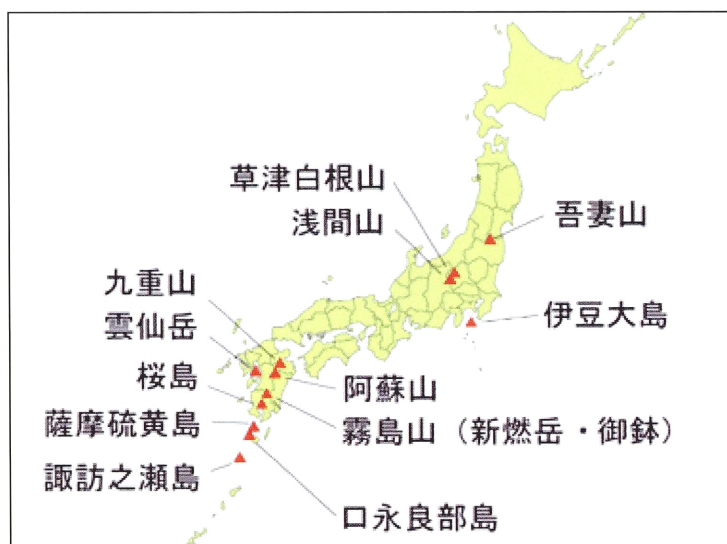 草津白根山
浅間山
吾妻山
九重山
雲仙岳
伊豆大島
桜島
阿蘇山
薩摩硫黄島
霧島山(新燃岳・御鉢)
諏訪之瀬島
口永良部島